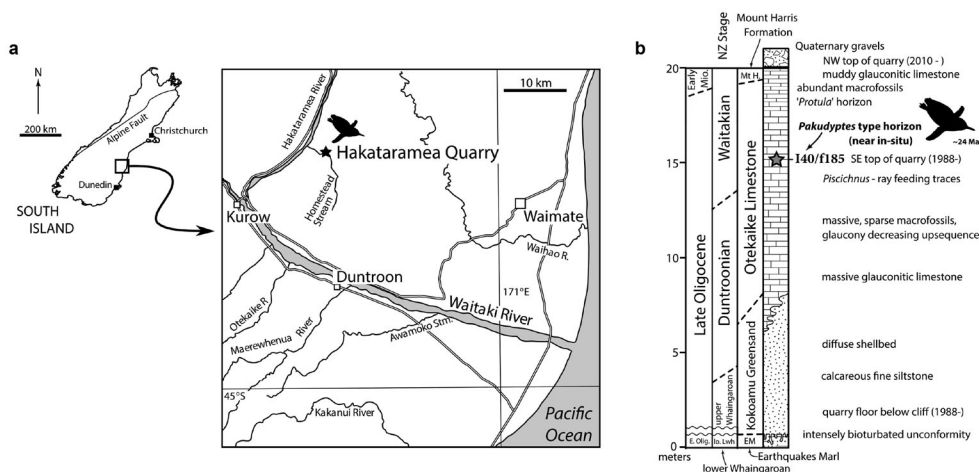 a
N
200 km
Alpine Fault
Christchurch
Dunedin
SOUTH
ISLAND
10 km
Hakataramea River
Hakataramea Quarry
Homestead
Stream
Kurow
Waimate
Waihao R.
Duntroon
171°E
Waitaki River
Otekaike R.
Maerewhenua River
Awamoko Stm.
45°S
Kakanui River
Pacific
Ocean
b
NZ Stage
Mount Harris
Formation
20
15
10
5
0
meters
Early
Mio.
Late Oligocene
E. Olig.
Waitakian
Duntroonian
upper
Whaingaroan
lo. Lwh
lower Whaingaroan
Mt H.
Otekaike Limestone
Kokoamu Greensand
EM
Earthquakes Marl
Quaternary gravels
NW top of quarry (2010 - )
muddy glauconitic limestone
abundant macrofossils
'Protula' horizon
Pakudyptes type horizon
(near in-situ)
~24 Ma
I40/f185 SE top of quarry (1988-)
Piscichnus - ray feeding traces
massive, sparse macrofossils,
glaucony decreasing upsequence
massive glauconitic limestone
diffuse shellbed
calcareous fine siltstone
quarry floor below cliff (1988-)
intensely bioturbated unconformity